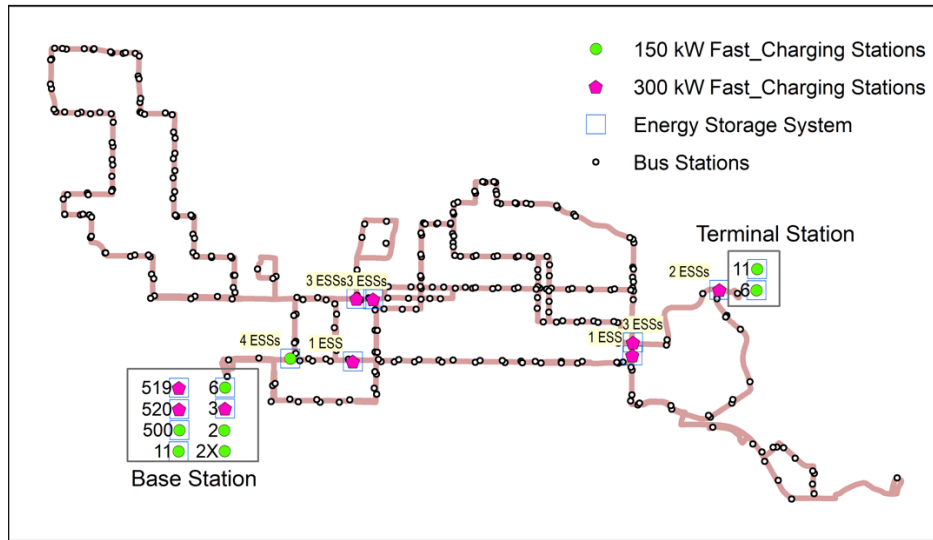 150 kW Fast_Charging Stations
300 kW Fast_Charging Stations
Energy Storage System
Bus Stations
Terminal Station
2 ESSs
11
6
3 ESSs3 ESSs
3 ESSs
1 ESS
4 ESSs
1 ESS
519 6
520 3
500 2
11 2X
Base Station